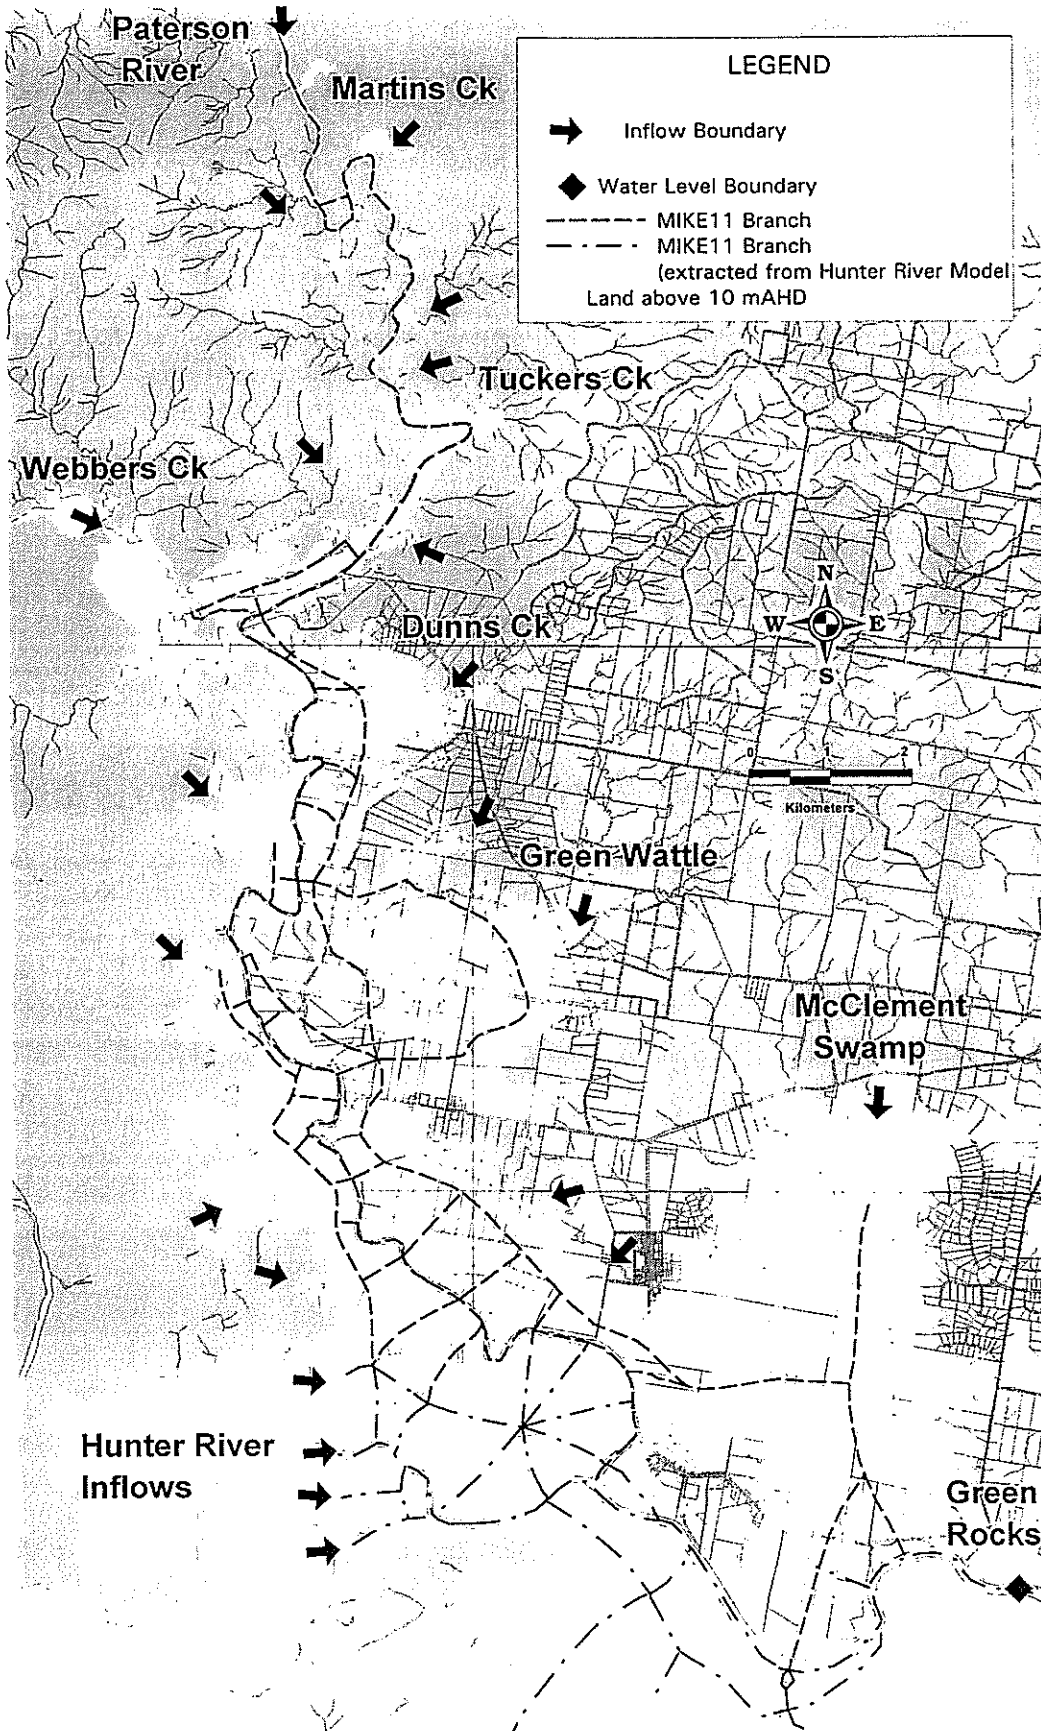 Paterson
River
Martins Ck
LEGEND
Inflow Boundary
Water Level Boundary
MIKE11 Branch
MIKE11 Branch
(extracted from Hunter River Model
Land above 10 mAHD
Tuckers Ck
Webbers Ck
N
W E
S
Dunns Ck
0 1 2
Kilometers
Green Wattle
McClement
Swamp
Hunter River
Inflows
Green
Rocks